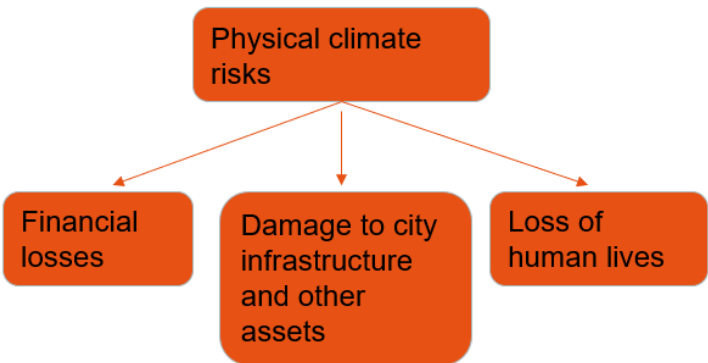 Physical climate
risks
Financial
losses
Damage to city
infrastructure
and other
assets
Loss of
human lives